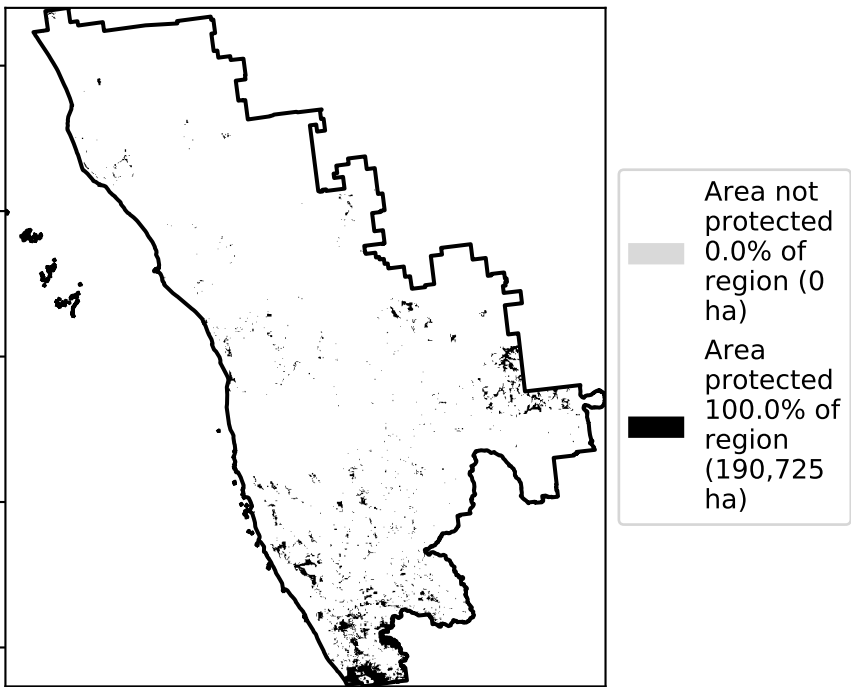 Area not
protected
0.0% of
region (0
ha)
Area
protected
100.0% of
region
(190,725
ha)